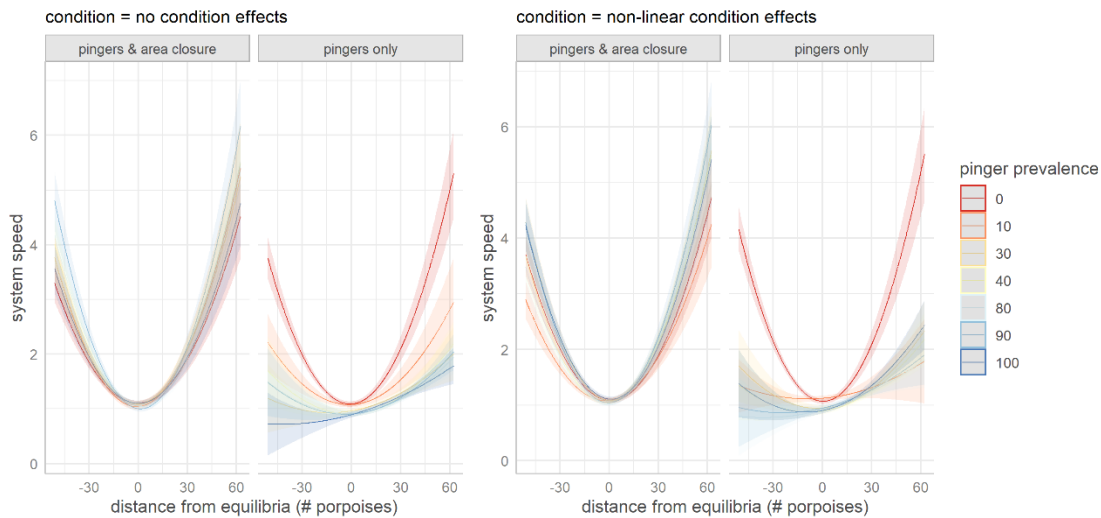 condition = no condition effects
pingers & area closure
pingers only
system speed
6
4
2
0
-30
0
30
60
-30
0
30
60
distance from equilibria (# porpoises)
condition = non-linear condition effects
pingers & area closure
pingers only
system speed
6
4
2
0
-30
0
30
60
-30
0
30
60
distance from equilibria (# porpoises)
pinger prevalence
0
10
30
40
80
90
100